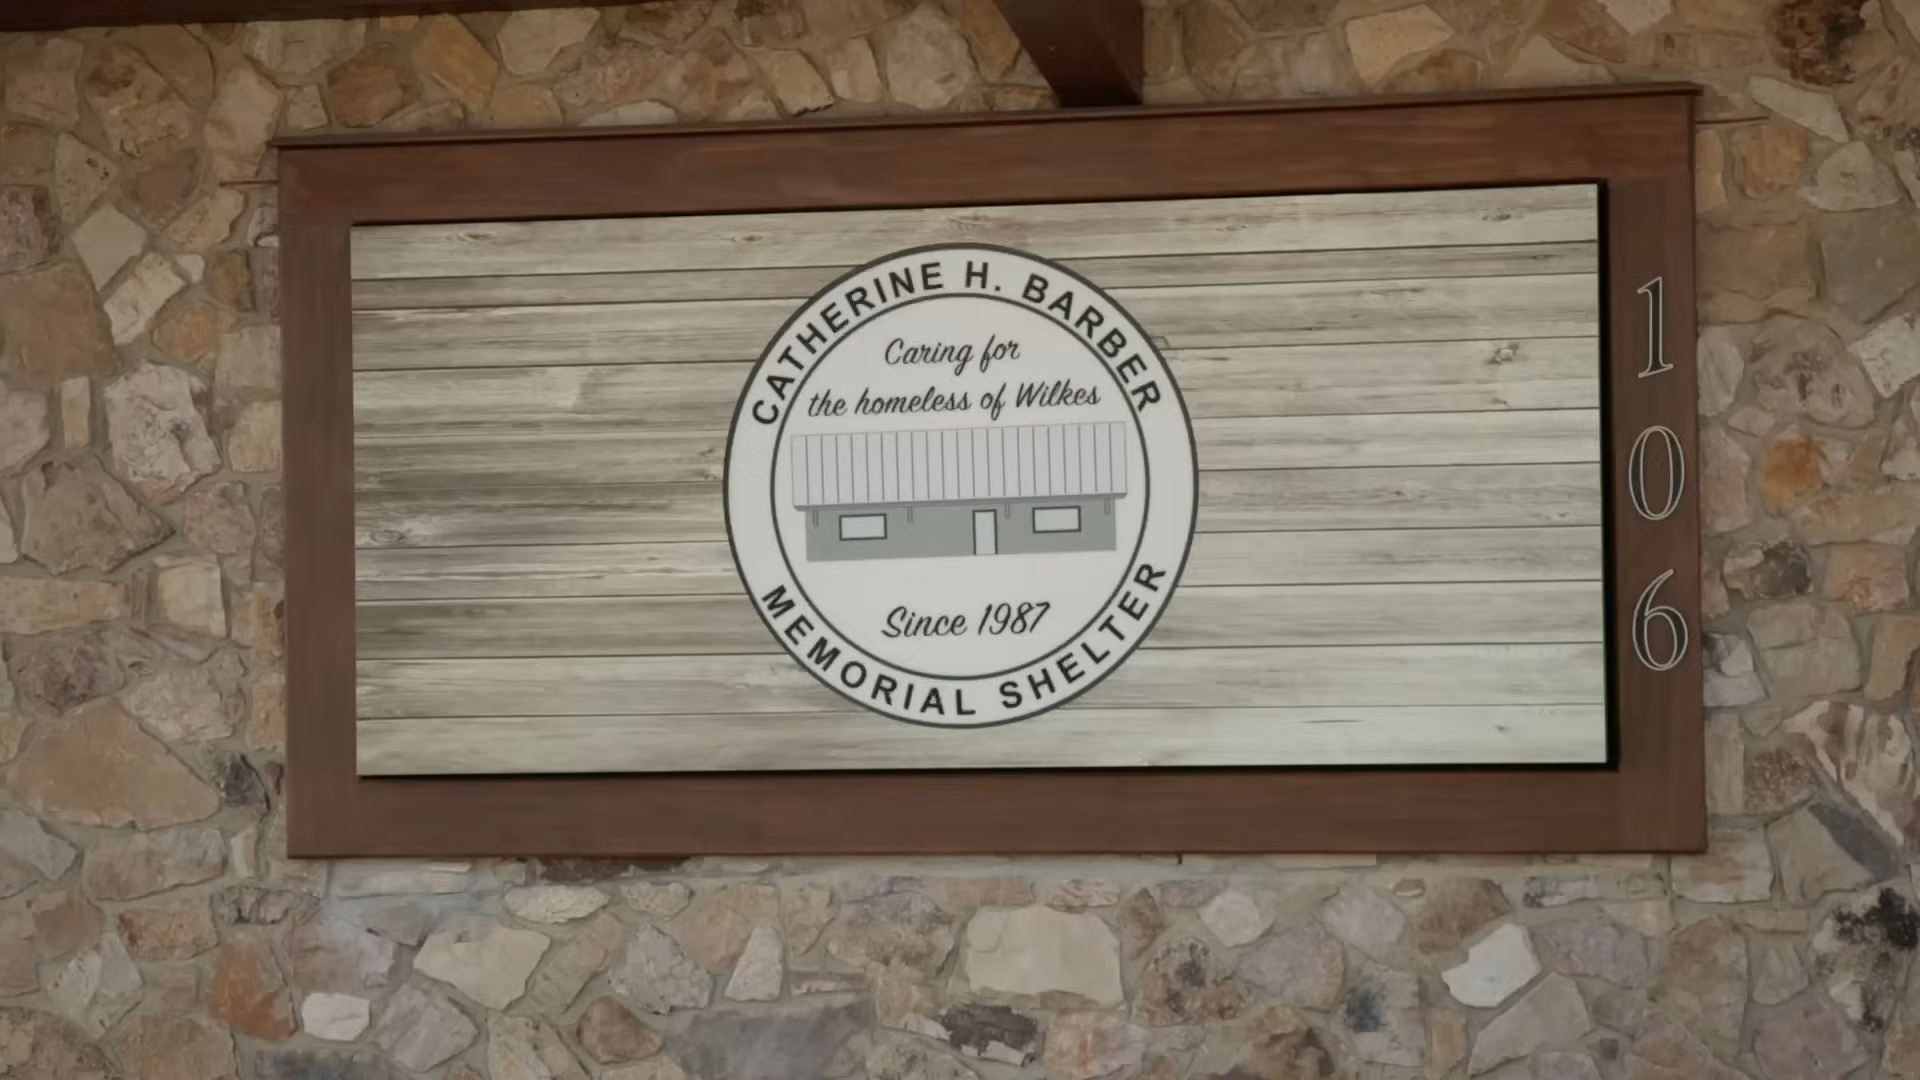 CATHERINE H. BARBER
Caring for
the homeless of Wilkes
Since 1987
MEMORIAL SHELTER
106